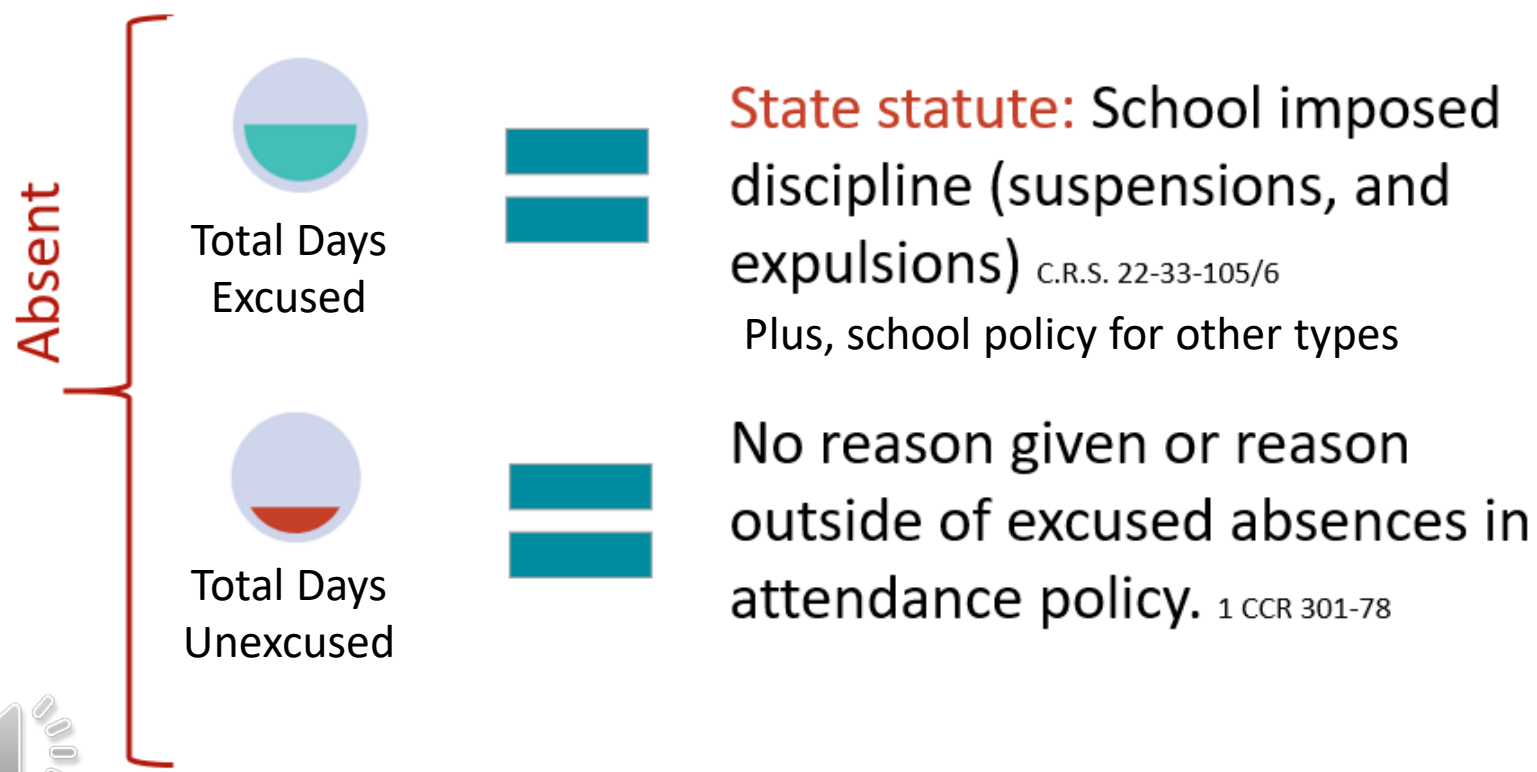 Absent
Total Days
Excused
State statute: School imposed
discipline (suspensions, and
expulsions) C.R.S. 22-33-105/6
Plus, school policy for other types
Total Days
Unexcused
No reason given or reason
outside of excused absences in
attendance policy. 1 CCR 301-78